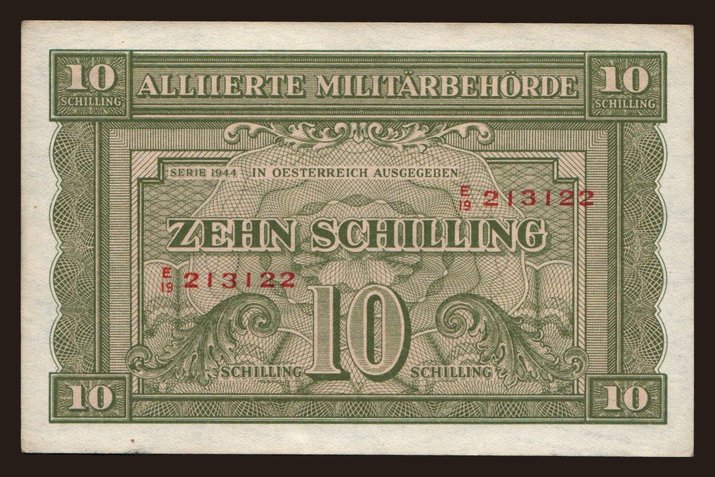 10 ALLIIERTE MILITÄRBEHÖRDE 10
SCHILLING SCHILLING
SERIE 1944 IN OESTERREICH AUSGEGEBEN
E/19 213122
ZEHN SCHILLING
E/19 213122
10
SCHILLING SCHILLING
10 10